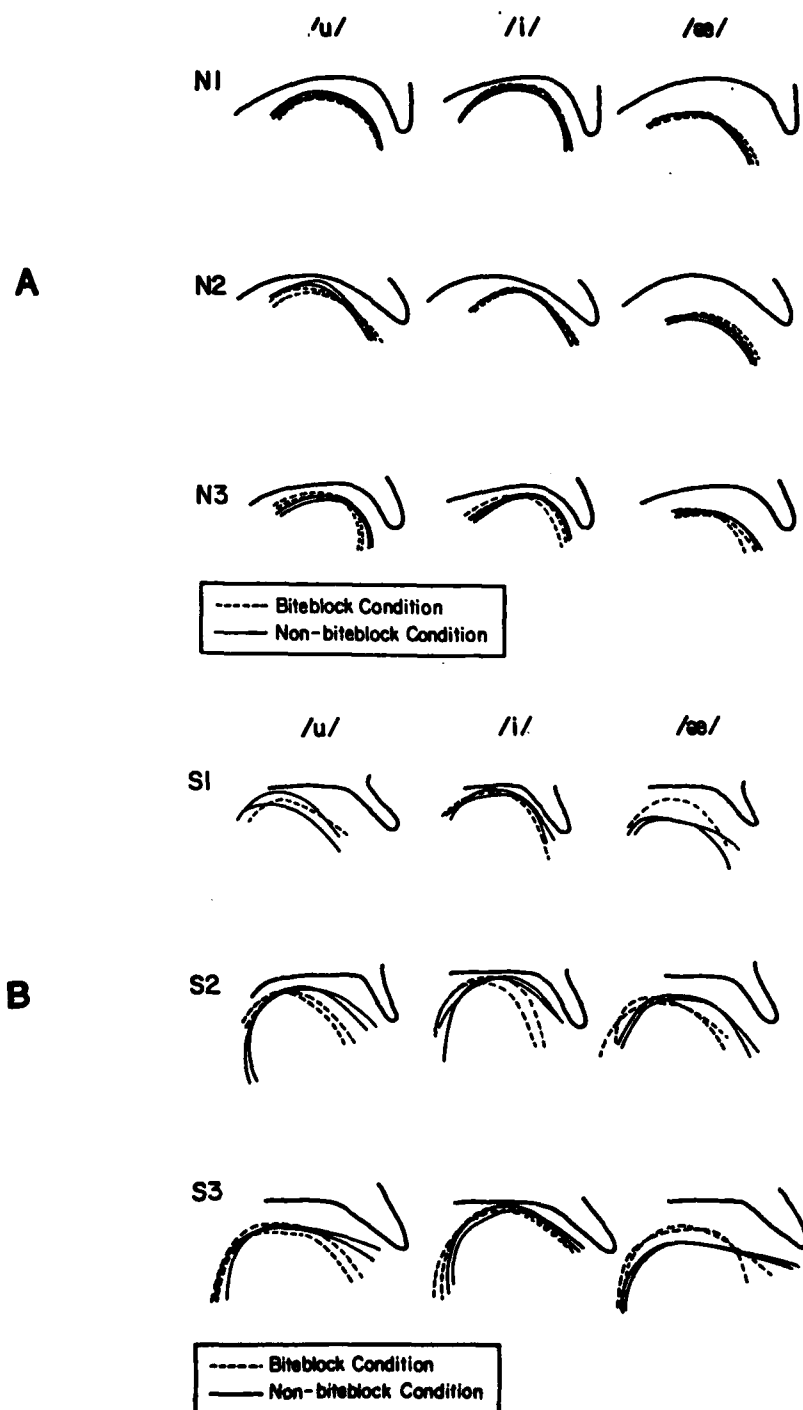 /u/ /i/ /æ/
N1
A
N2
N3
Biteblock Condition
Non-biteblock Condition
/u/ /i/ /æ/
S1
S2
B
S3
Biteblock Condition
Non-biteblock Condition